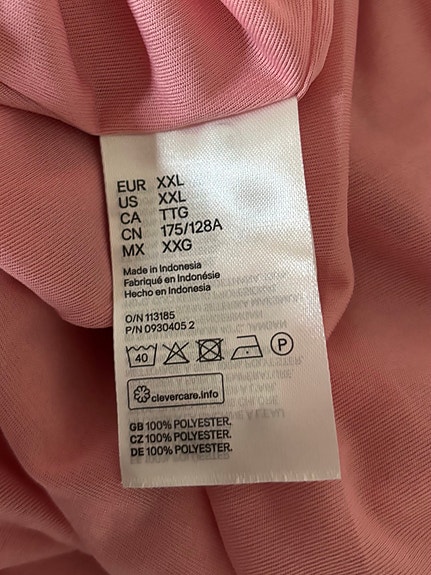 EUR XXL
US XXL
CA TTG
CN 175/128A
MX XXG
Made in Indonesia
Fabriqué en Indonésie
Hecho en Indonesia
O/N 113185
P/N 0930405 2
40 P
clevercare.info
GB 100% POLYESTER.
CZ 100% POLYESTER.
DE 100% POLYESTER.